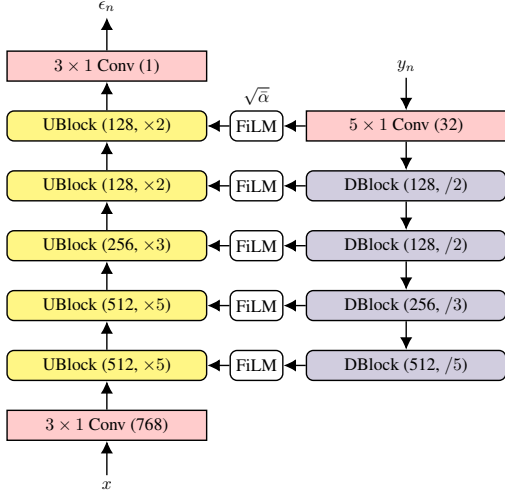 ϵₙ
3 × 1 Conv (1)
√ᾱ
yₙ
UBlock (128, ×2)
FiLM
5 × 1 Conv (32)
UBlock (128, ×2)
FiLM
DBlock (128, /2)
UBlock (256, ×3)
FiLM
DBlock (128, /2)
UBlock (512, ×5)
FiLM
DBlock (256, /3)
UBlock (512, ×5)
FiLM
DBlock (512, /5)
3 × 1 Conv (768)
x